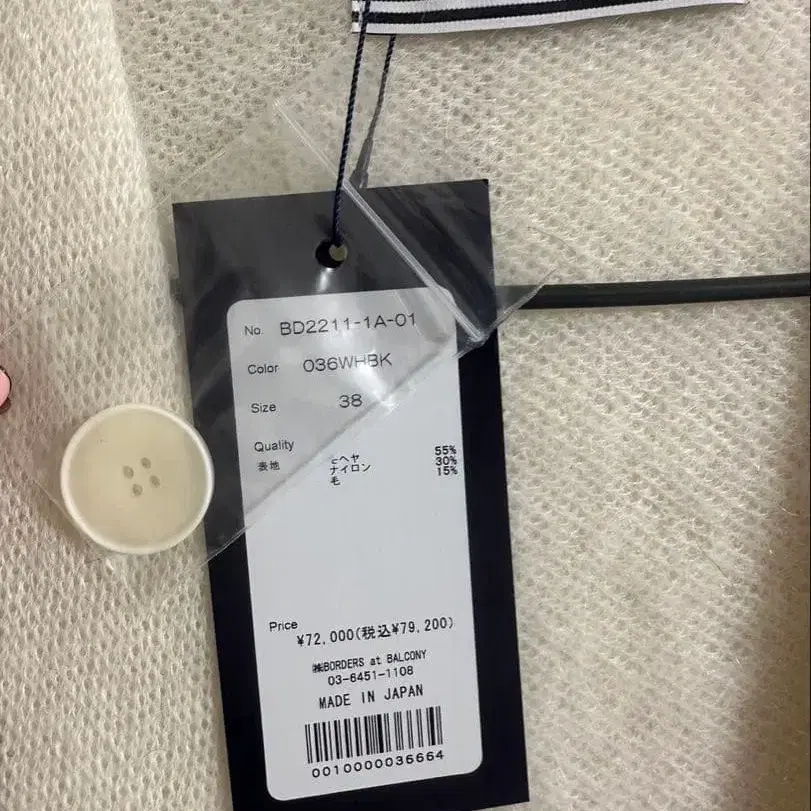 No. BD2211-1A-01
Color 036WHBK
Size 38
Quality
表地 モヘヤ 55%
ナイロン 30%
毛 15%
Price
¥72,000(税込¥79,200)
㈱BORDERS at BALCONY
03-6451-1108
MADE IN JAPAN
0010000036664